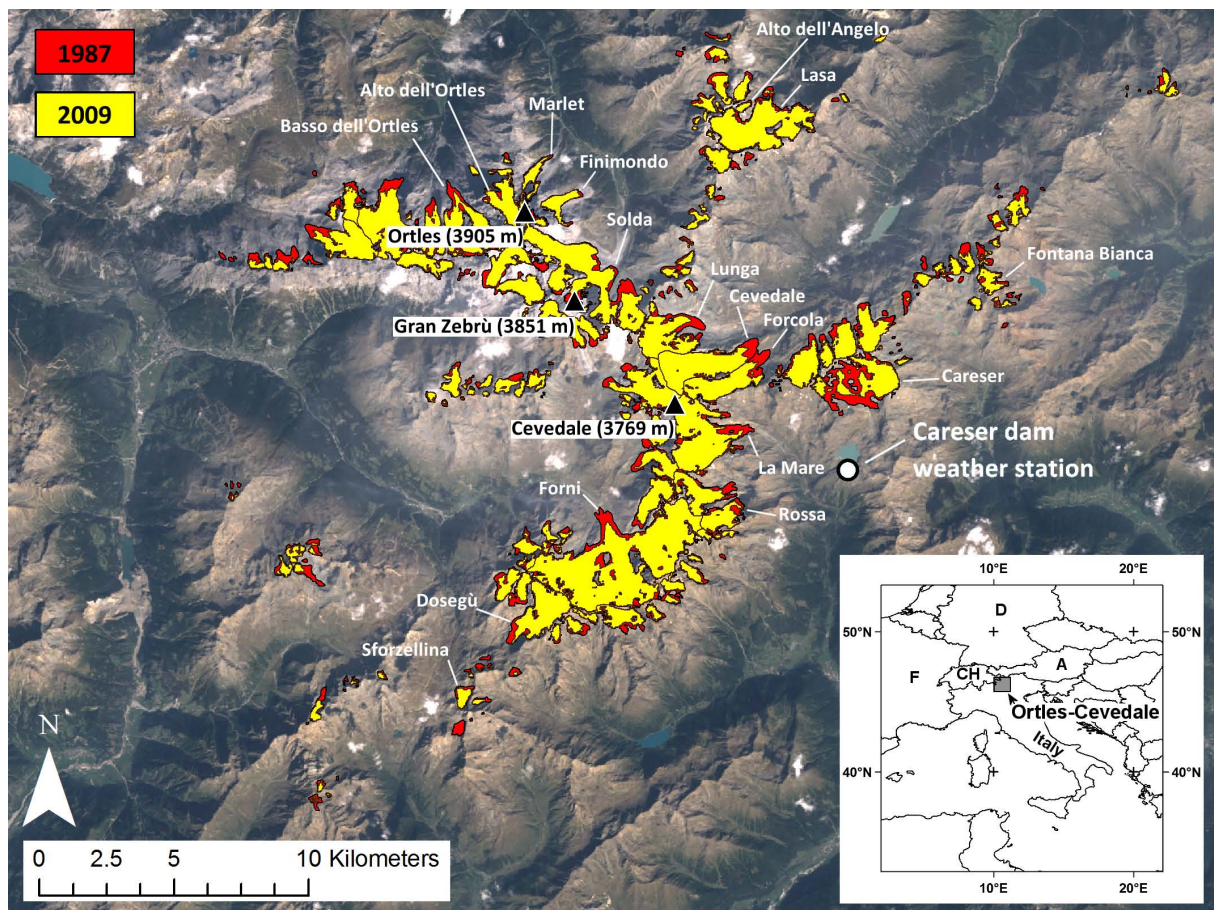 1987
2009
Alto dell'Angelo
Lasa
Alto dell'Ortles
Marlet
Basso dell'Ortles
Finimondo
Solda
Ortles (3905 m)
Lunga
Fontana Bianca
Cevedale
Gran Zebrù (3851 m)
Forcola
Careser
Cevedale (3769 m)
Careser dam
weather station
La Mare
Forni
Rossa
Dosegù
Sforzellina
N
0 2.5 5 10 Kilometers
10°E 20°E
D
50°N 50°N
F CH A
Ortles-Cevedale
Italy
40°N 40°N
10°E 20°E